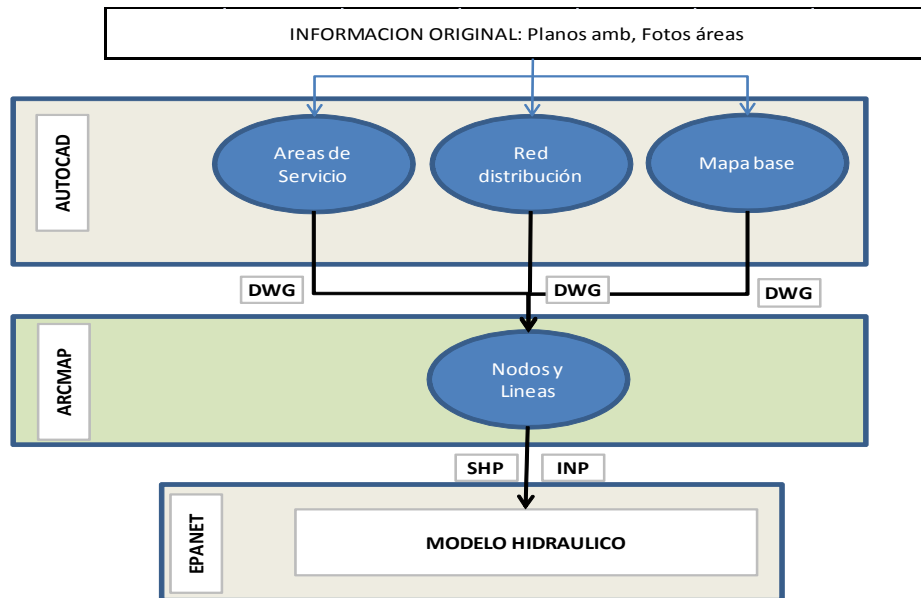 INFORMACION ORIGINAL: Planos amb, Fotos áreas
AUTOCAD
Areas de
Servicio
Red
distribución
Mapa base
DWG
DWG
DWG
ARCMAP
Nodos y
Lineas
SHP
INP
EPANET
MODELO HIDRAULICO